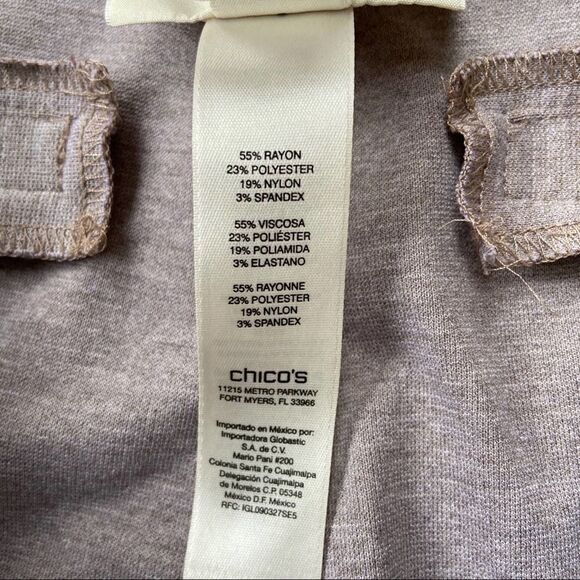 55% RAYON
23% POLYESTER
19% NYLON
3% SPANDEX
55% VISCOSA
23% POLIÉSTER
19% POLIAMIDA
3% ELASTANO
55% RAYONNE
23% POLYESTER
19% NYLON
3% SPANDEX
chico's
11215 METRO PARKWAY
FORT MYERS, FL 33966
Importado en México por:
Importadora Globastic
S.A. de C.V.
Mario Pani #200
Colonia Santa Fe Cuajimalpa
Delegación Cuajimalpa
de Morelos C.P. 05348
México D.F. México
RFC: IGL090327SE5